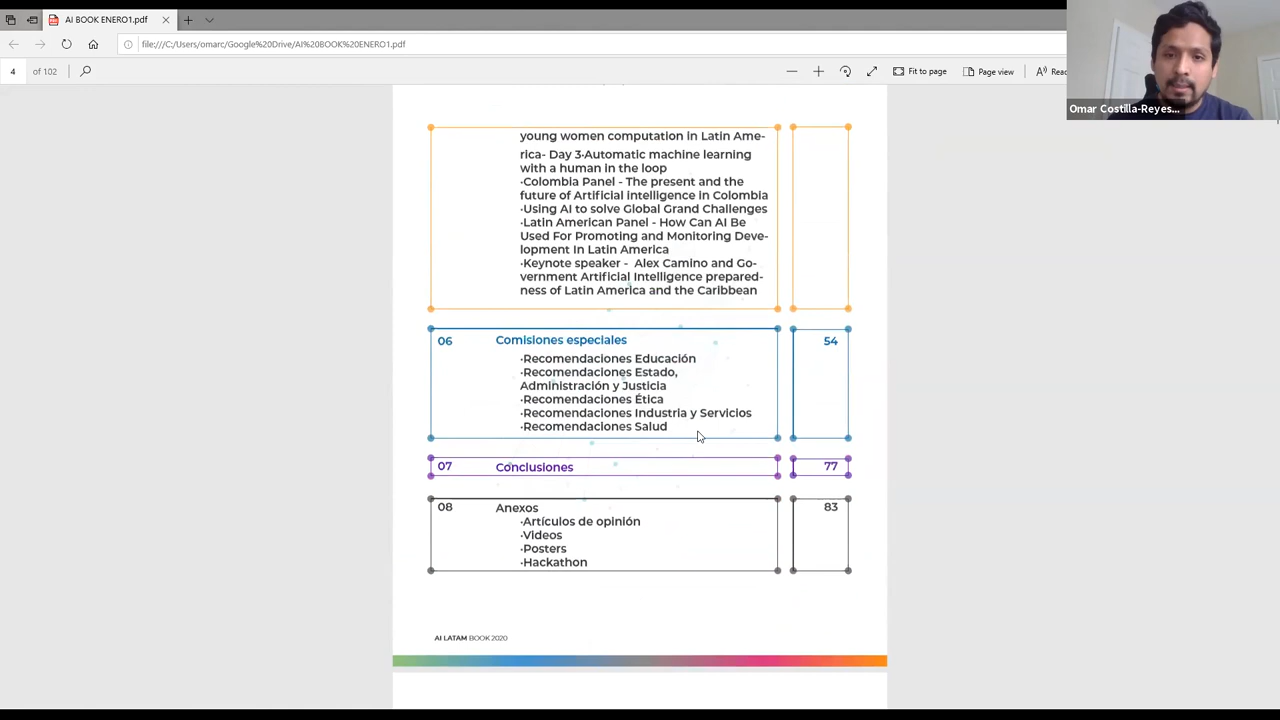 AI BOOK ENERO1.pdf
file:///C:/Users/omarc/Google%20Drive/AI%20BOOK%20ENERO1.pdf
4 of 102
Fit to page
Page view
Omar Costilla-Reyes...
young women computation in Latin Ame-
rica- Day 3·Automatic machine learning
with a human in the loop
·Colombia Panel - The present and the
future of Artificial intelligence in Colombia
·Using AI to solve Global Grand Challenges
·Latin American Panel - How Can AI Be
Used For Promoting and Monitoring Deve-
lopment In Latin America
·Keynote speaker - Alex Camino and Go-
vernment Artificial Intelligence prepared-
ness of Latin America and the Caribbean
06 Comisiones especiales 54
·Recomendaciones Educación
·Recomendaciones Estado,
Administración y Justicia
·Recomendaciones Ética
·Recomendaciones Industria y Servicios
·Recomendaciones Salud
07 Conclusiones 77
08 Anexos 83
·Artículos de opinión
·Videos
·Posters
·Hackathon
AI LATAM BOOK 2020